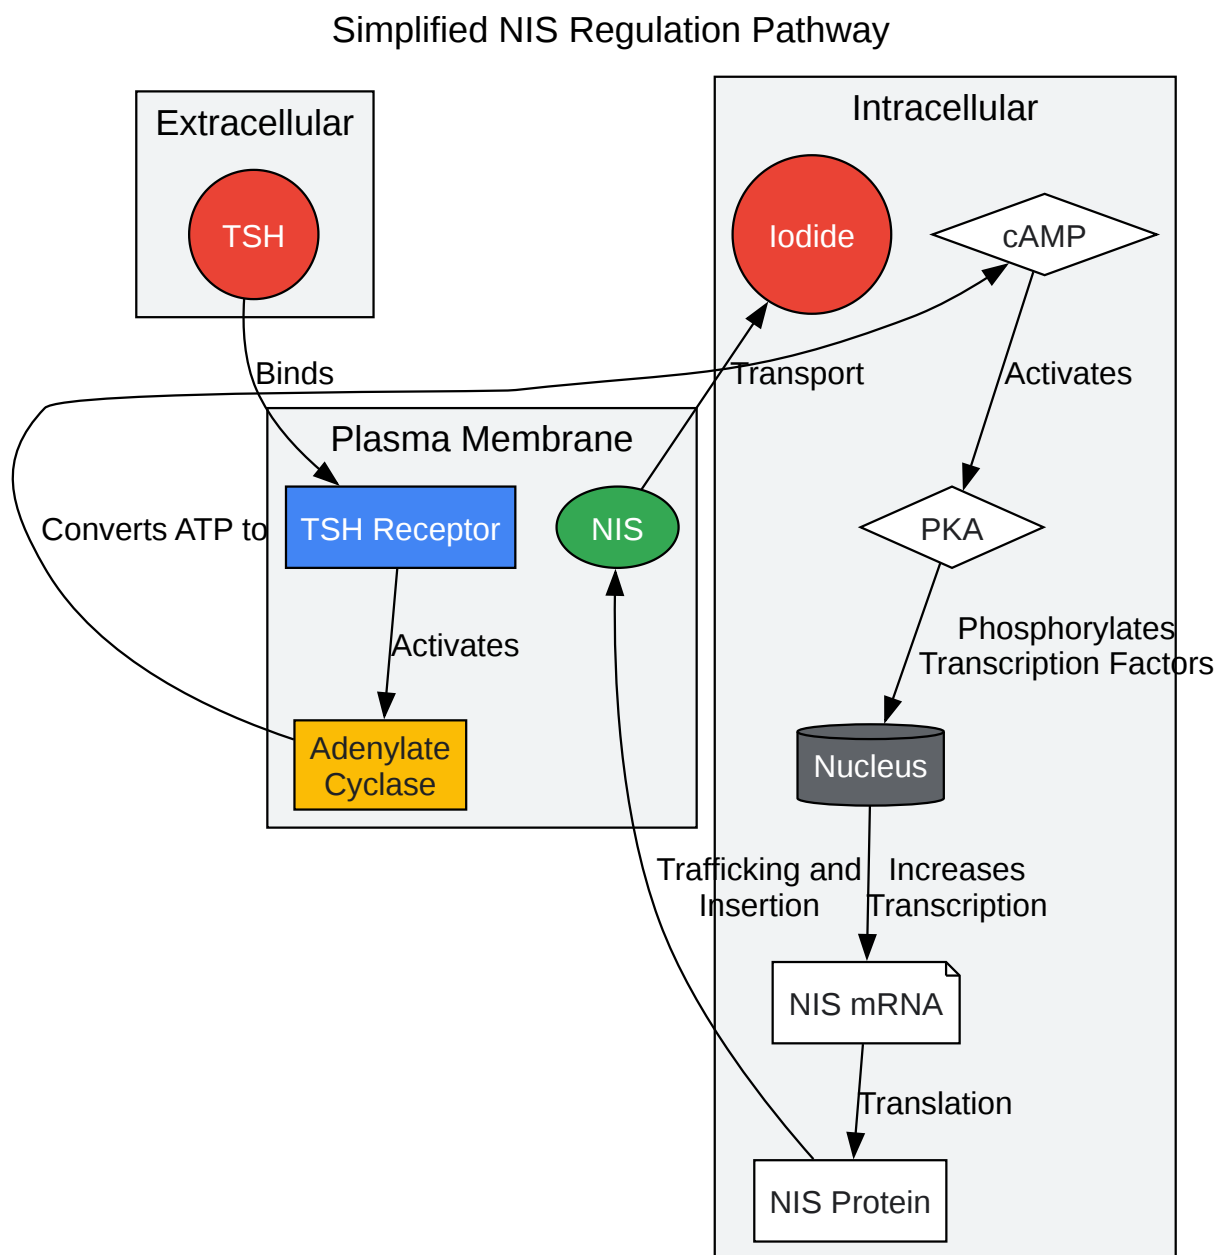 Simplified NIS Regulation Pathway
Extracellular
Intracellular
TSH
Iodide
cAMP
Binds
Transport
Activates
Plasma Membrane
Converts ATP to
TSH Receptor
NIS
PKA
Activates
Phosphorylates
Transcription Factors
Adenylate
Cyclase
Nucleus
Trafficking and
Insertion
Increases
Transcription
NIS mRNA
Translation
NIS Protein